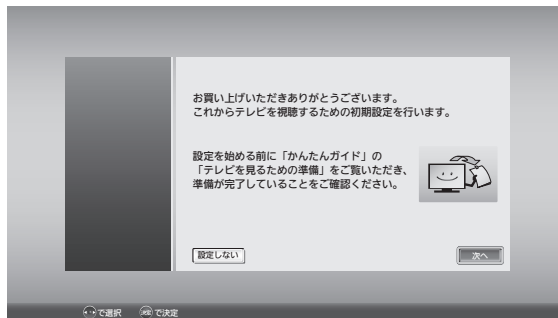 お買い上げいただきありがとうございます。
これからテレビを視聴するための初期設定を行います。
設定を始める前に「かんたんガイド」の
「テレビを見るための準備」をご覧いただき、
準備が完了していることをご確認ください。
設定しない
次へ
で選択 決定 で決定